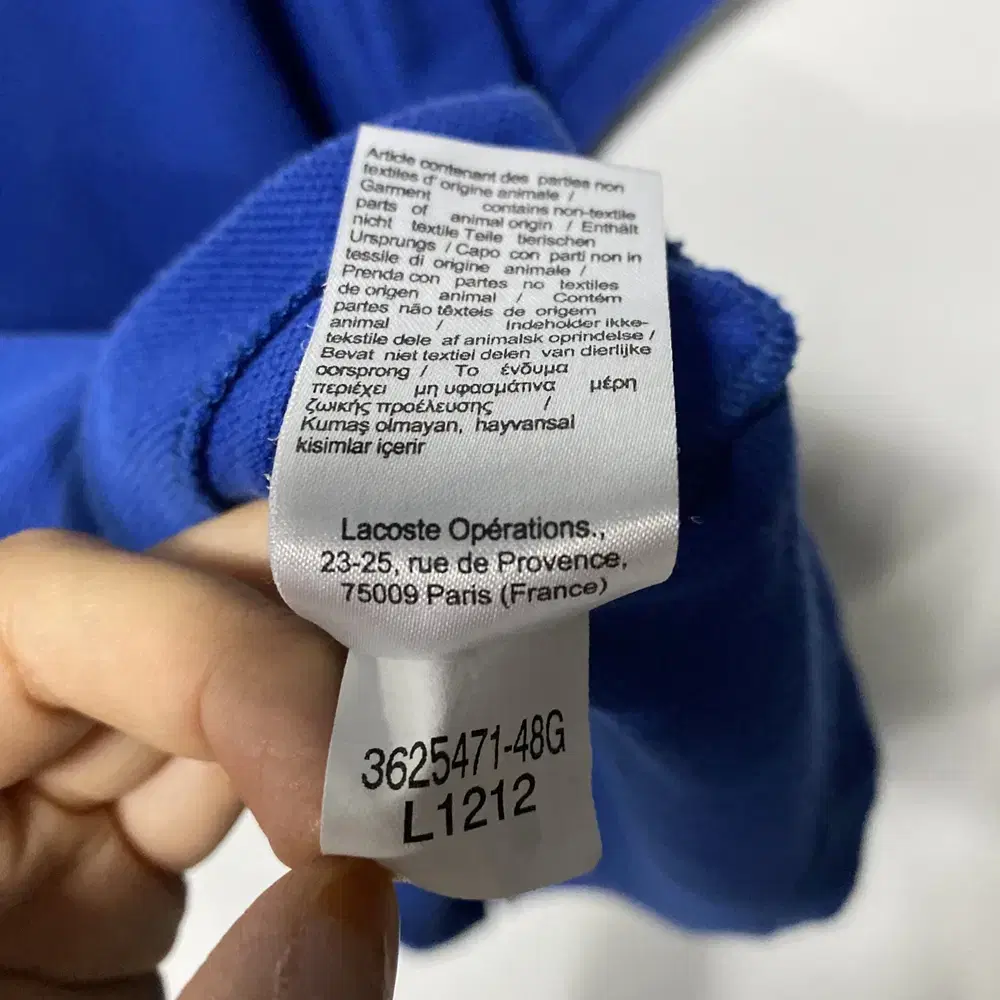 Article contenant des parties non
textiles d' origine animale /
Garment contains non-textile
parts of animal origin / Enthält
nicht textile Teile tierischen
Ursprungs / Capo con parti non in
tessile di origine animale /
Prenda con partes no textiles
de origen animal / Contém
partes não têxteis de origem
animal / Indeholder ikke-
tekstile dele af animalsk oprindelse /
Bevat niet textiel delen van dierlijke
oorsprong / Το ένδυμα
περιέχει μη υφασμάτινα μέρη
ζωικής προέλευσης /
Kumaş olmayan, hayvansal
kisimlar içerir
Lacoste Opérations.,
23-25, rue de Provence,
75009 Paris (France)
3625471-48G
L1212